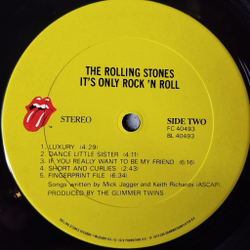 THE ROLLING STONES
IT'S ONLY ROCK 'N ROLL
STEREO
SIDE TWO
FC 40493
BL 40493
1. LUXURY (4:29)
2. DANCE LITTLE SISTER (4:11)
3. IF YOU REALLY WANT TO BE MY FRIEND (6:16)
4. SHORT AND CURLIES (2:43)
5. FINGERPRINT FILE (6:34)
Songs written by Mick Jagger and Keith Richards (ASCAP)
PRODUCED BY THE GLIMMER TWINS